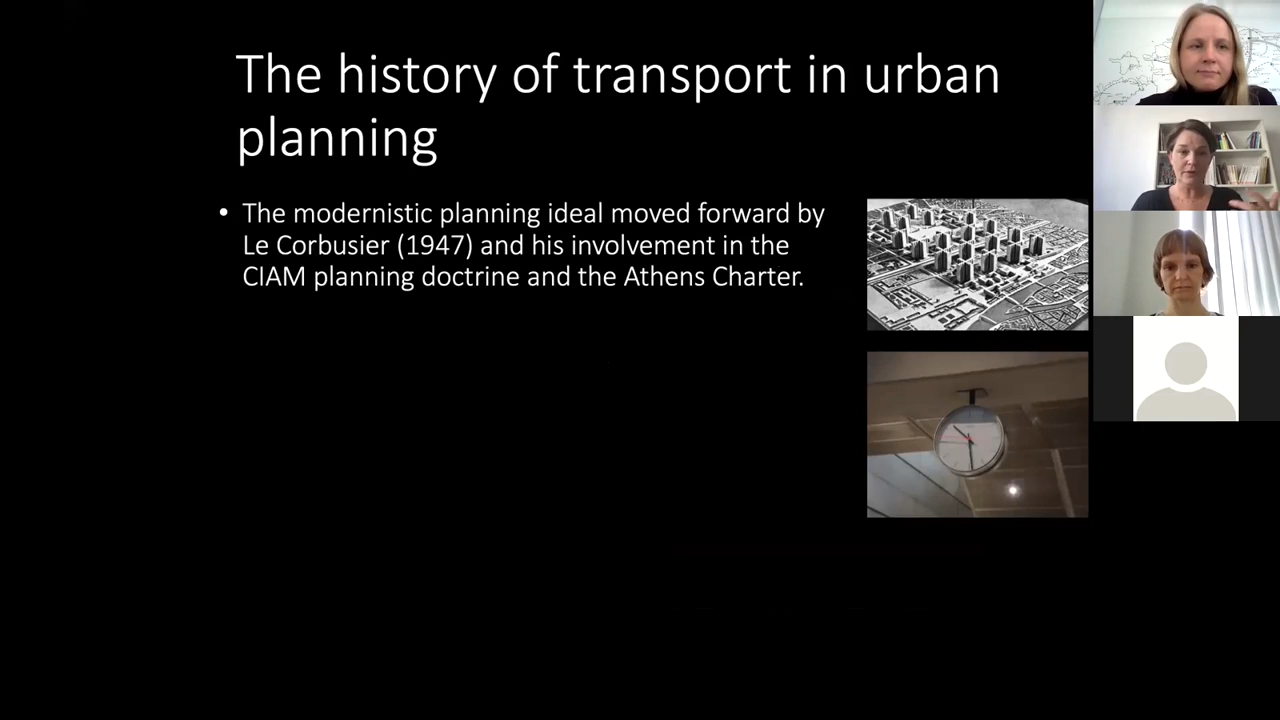 The history of transport in urban
planning
• The modernistic planning ideal moved forward by
Le Corbusier (1947) and his involvement in the
CIAM planning doctrine and the Athens Charter.